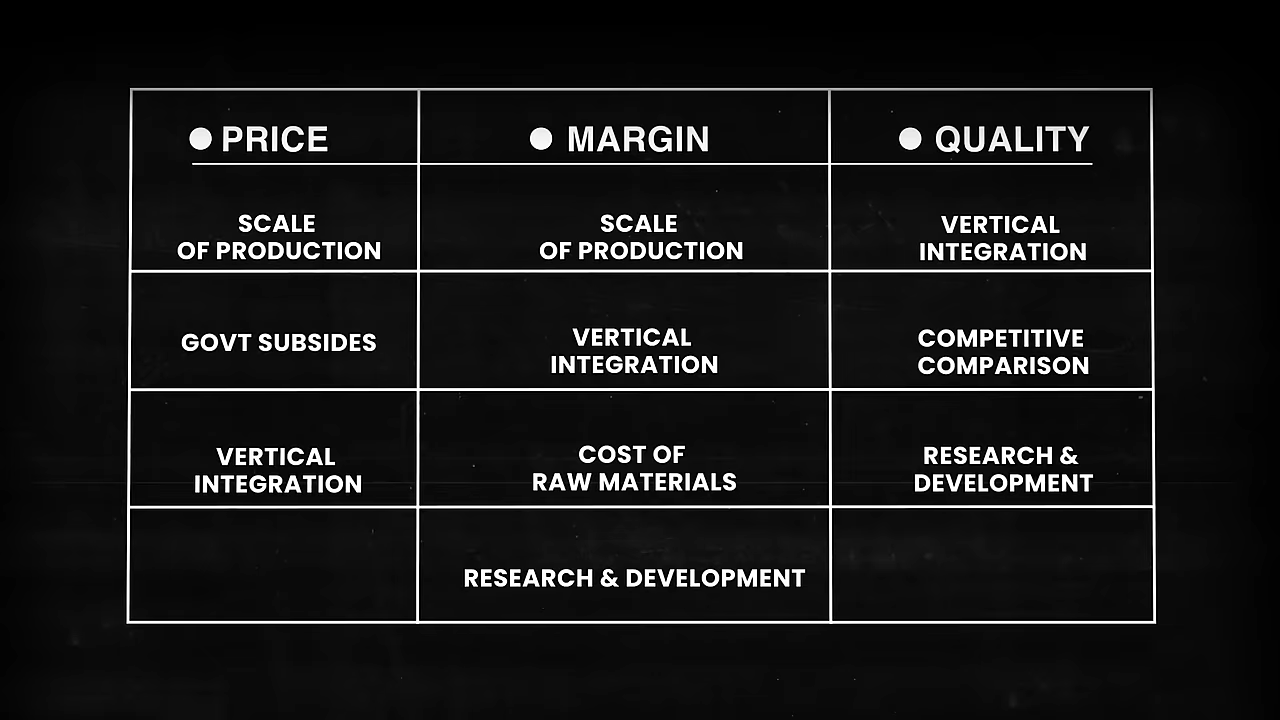 ● PRICE
● MARGIN
● QUALITY
SCALE
OF PRODUCTION
SCALE
OF PRODUCTION
VERTICAL
INTEGRATION
GOVT SUBSIDES
VERTICAL
INTEGRATION
COMPETITIVE
COMPARISON
VERTICAL
INTEGRATION
COST OF
RAW MATERIALS
RESEARCH &
DEVELOPMENT
RESEARCH & DEVELOPMENT